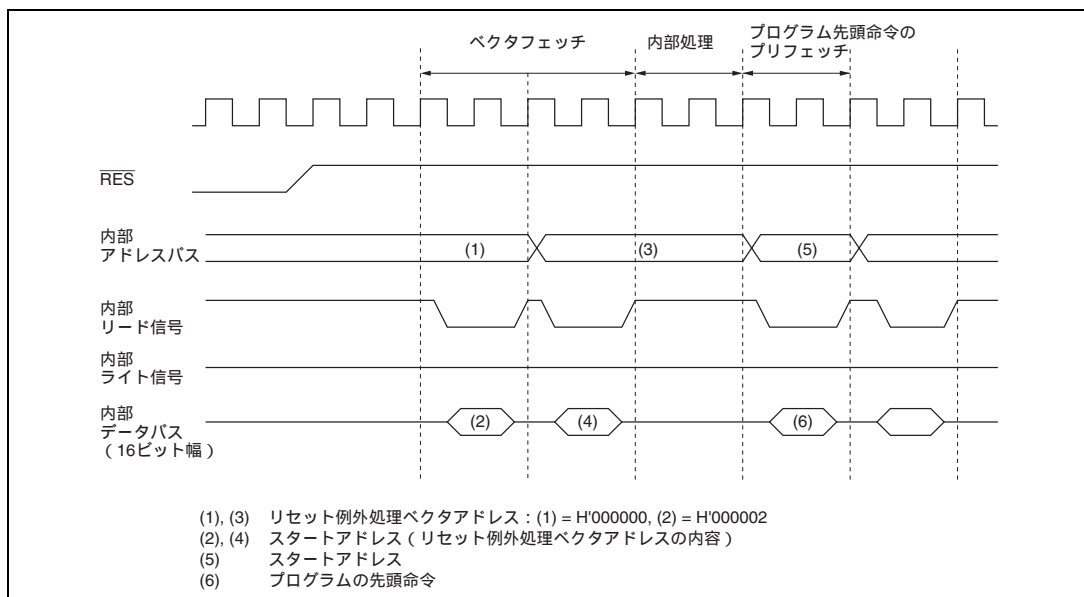 ベクタフェッチ
内部処理
プログラム先頭命令の
プリフェッチ
RES
内部
アドレスバス
(1)
(3)
(5)
内部
リード信号
内部
ライト信号
内部
データバス
（16ビット幅）
(2)
(4)
(6)
(1), (3) リセット例外処理ベクタアドレス：(1) = H'000000, (2) = H'000002
(2), (4) スタートアドレス（リセット例外処理ベクタアドレスの内容）
(5) スタートアドレス
(6) プログラムの先頭命令